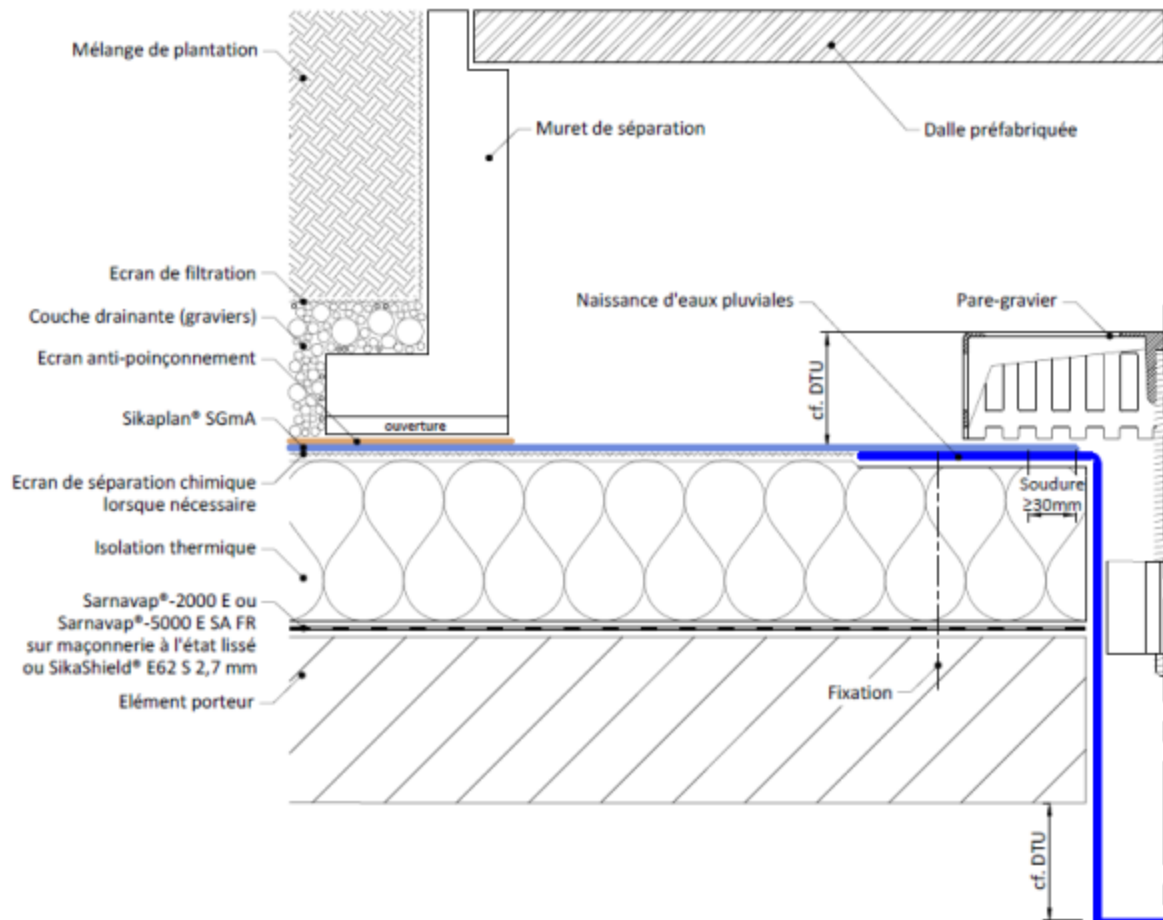 Mélange de plantation
Muret de séparation
Dalle préfabriquée
Ecran de filtration
Couche drainante (graviers)
Ecran anti-poinçonnement
Sikaplan® SGmA
Ecran de séparation chimique
lorsque nécessaire
Isolation thermique
Sarnavap®-2000 E ou
Sarnavap®-5000 E SA FR
sur maçonnerie à l'état lissé
ou SikaShield® E62 S 2,7 mm
Elément porteur
ouverture
Naissance d'eaux pluviales
Pare-gravier
cf. DTU
Soudure
≥30mm
Fixation
cf. DTU